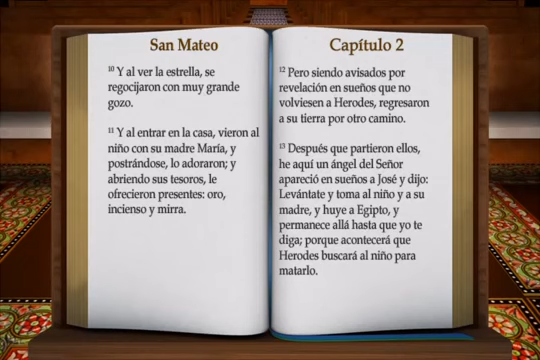 San Mateo
10 Y al ver la estrella, se
regocijaron con muy grande
gozo.
11 Y al entrar en la casa, vieron al
niño con su madre María, y
postrándose, lo adoraron; y
abriendo sus tesoros, le
ofrecieron presentes: oro,
incienso y mirra.
Capítulo 2
12 Pero siendo avisados por
revelación en sueños que no
volviesen a Herodes, regresaron
a su tierra por otro camino.
13 Después que partieron ellos,
he aquí un ángel del Señor
apareció en sueños a José y dijo:
Levántate y toma al niño y a su
madre, y huye a Egipto, y
permanece allá hasta que yo te
diga; porque acontecerá que
Herodes buscará al niño para
matarlo.